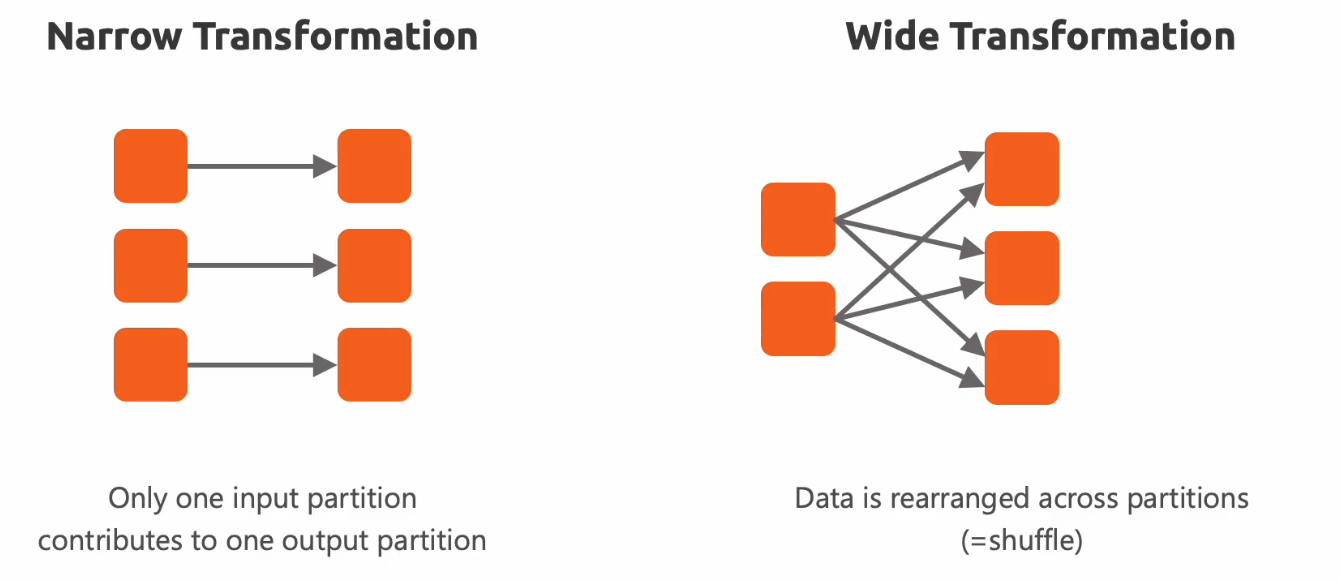 Narrow Transformation
Wide Transformation
Only one input partition
contributes to one output partition
Data is rearranged across partitions
(=shuffle)